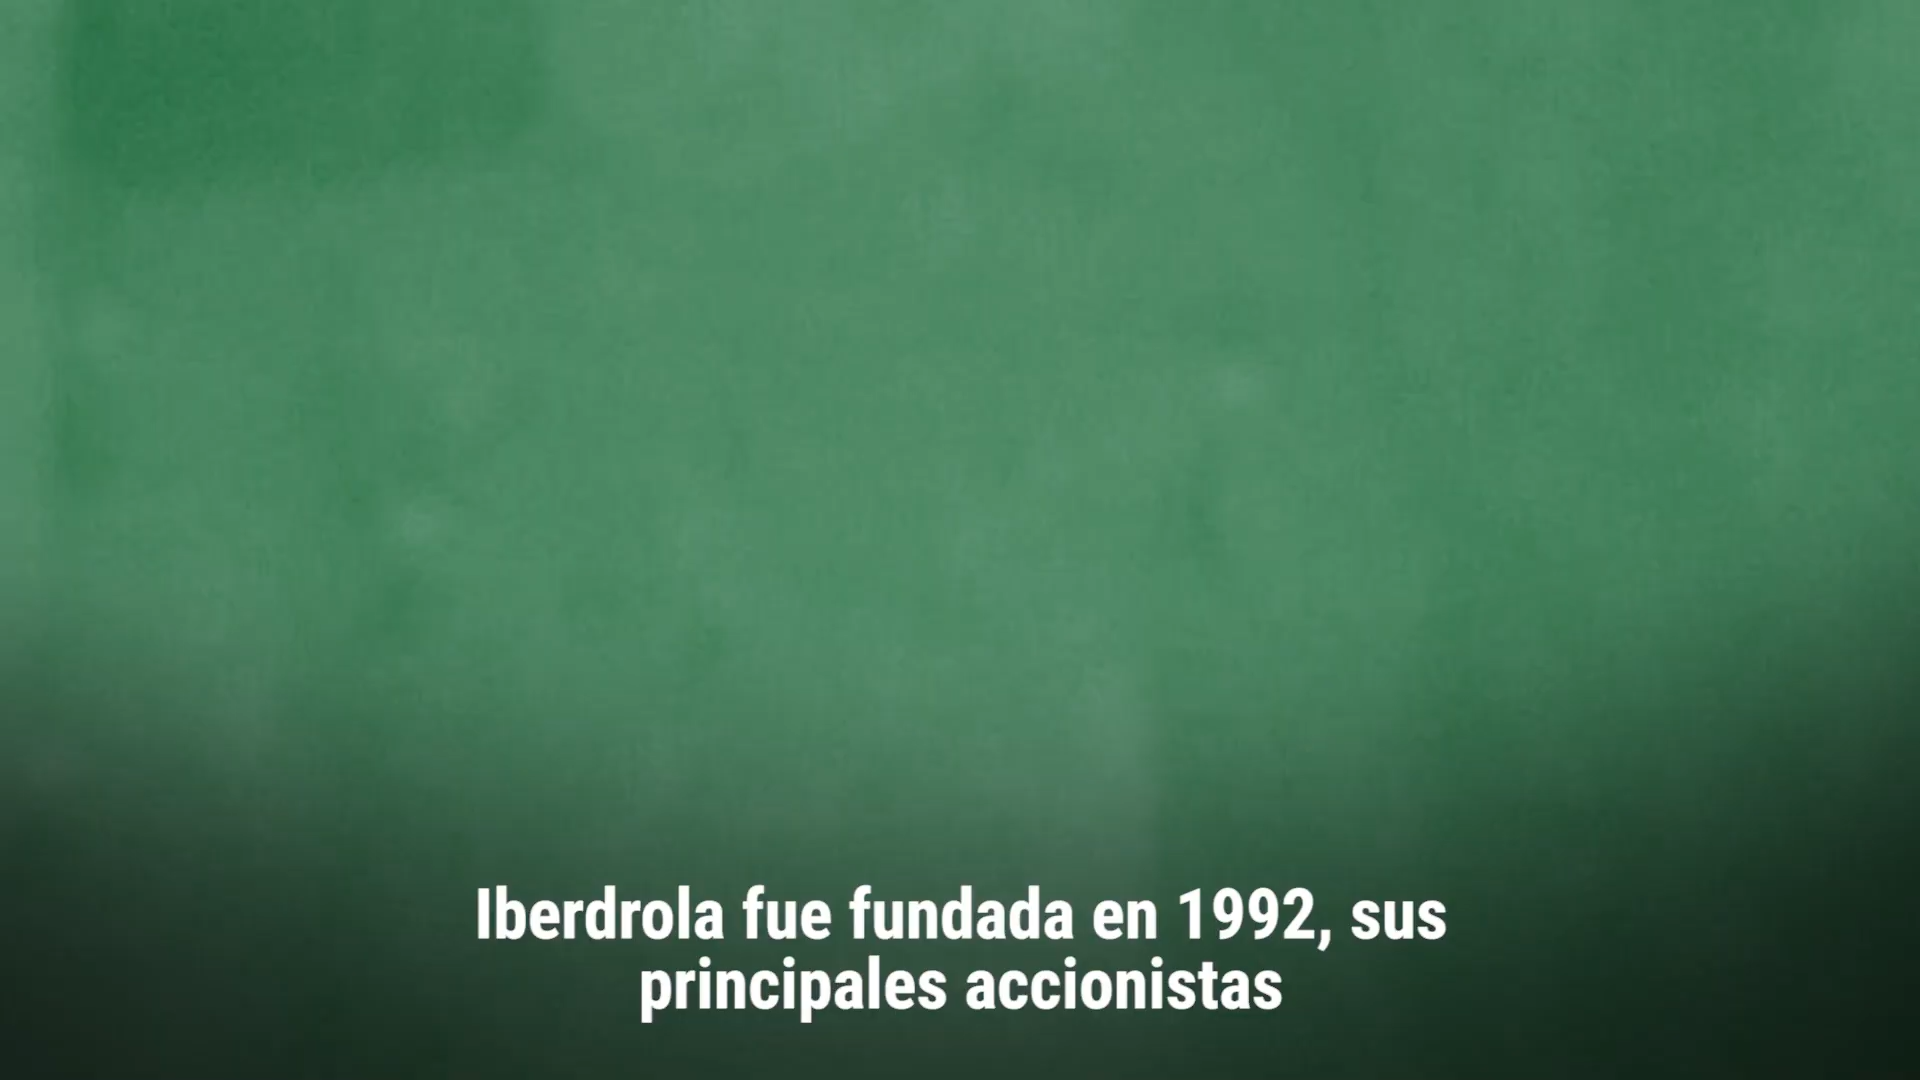 Iberdrola fue fundada en 1992, sus
principales accionistas